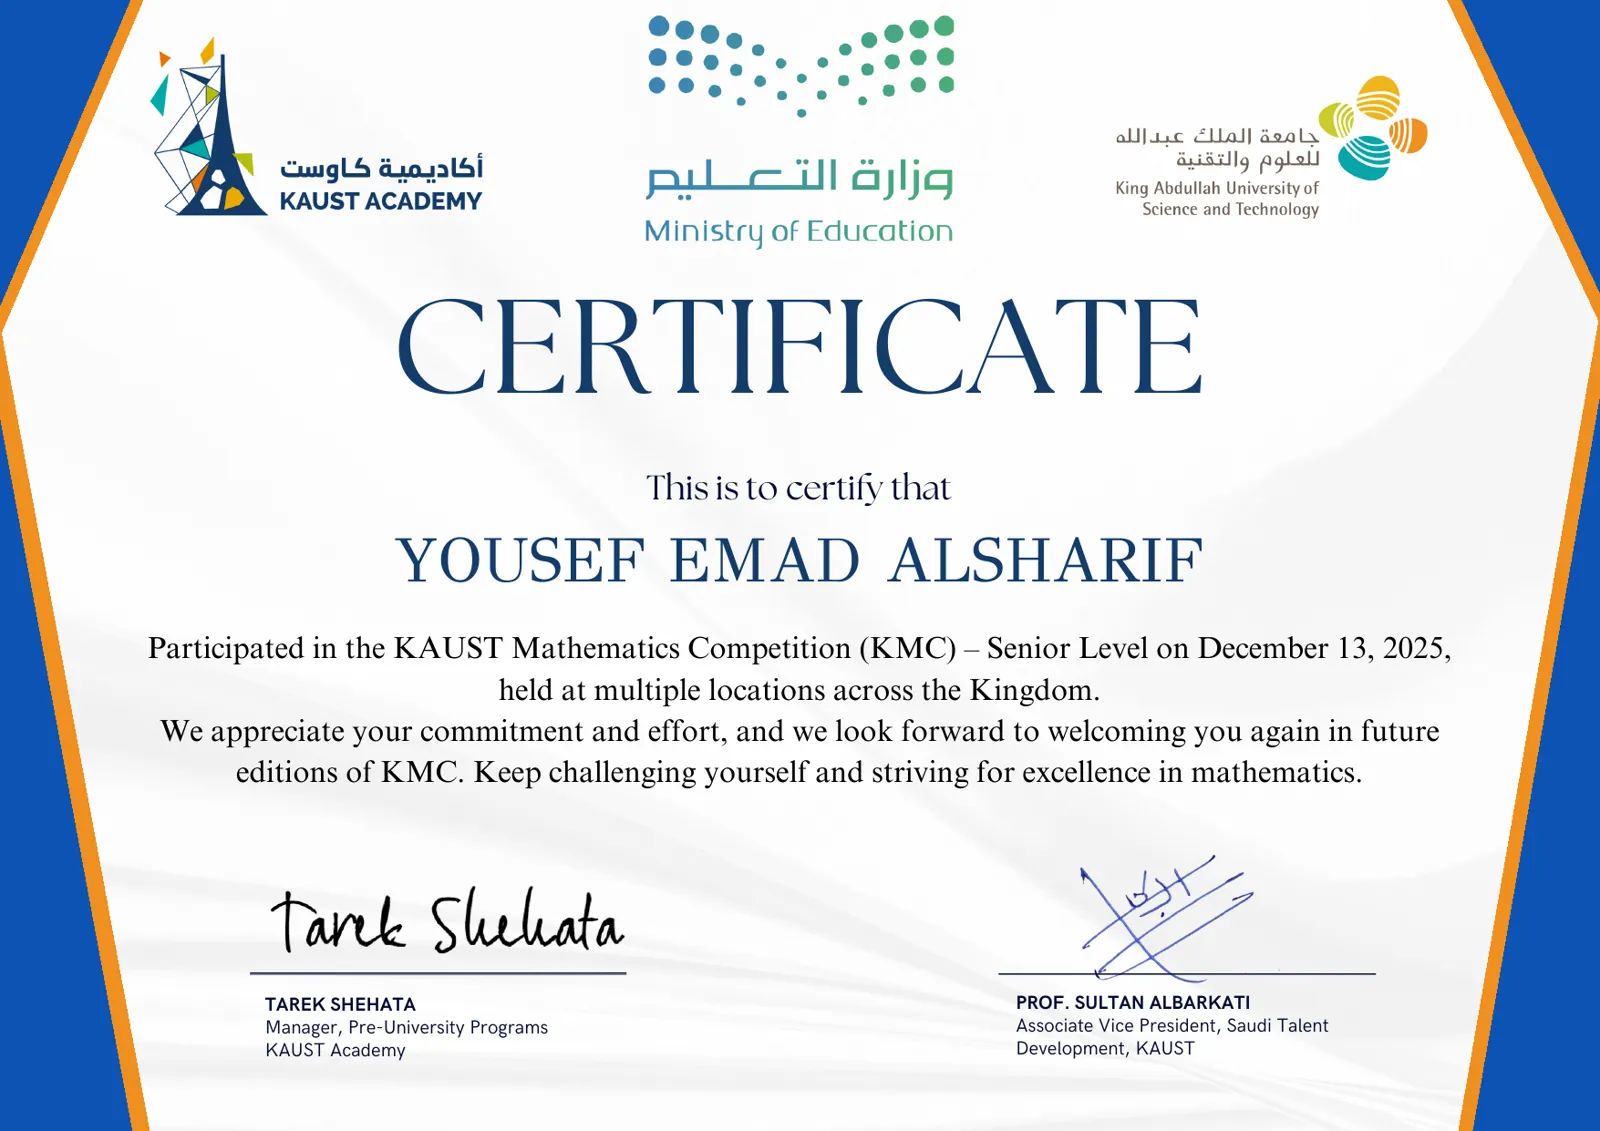 أكاديمية كاوست
KAUST ACADEMY
وزارة التعليم
Ministry of Education
جامعة الملك عبدالله
للعلوم والتقنية
King Abdullah University of
Science and Technology
CERTIFICATE
This is to certify that
YOUSEF EMAD ALSHARIF
Participated in the KAUST Mathematics Competition (KMC) – Senior Level on December 13, 2025,
held at multiple locations across the Kingdom.
We appreciate your commitment and effort, and we look forward to welcoming you again in future
editions of KMC. Keep challenging yourself and striving for excellence in mathematics.
Tarek Shehata
TAREK SHEHATA
Manager, Pre-University Programs
KAUST Academy
PROF. SULTAN ALBARKATI
Associate Vice President, Saudi Talent
Development, KAUST